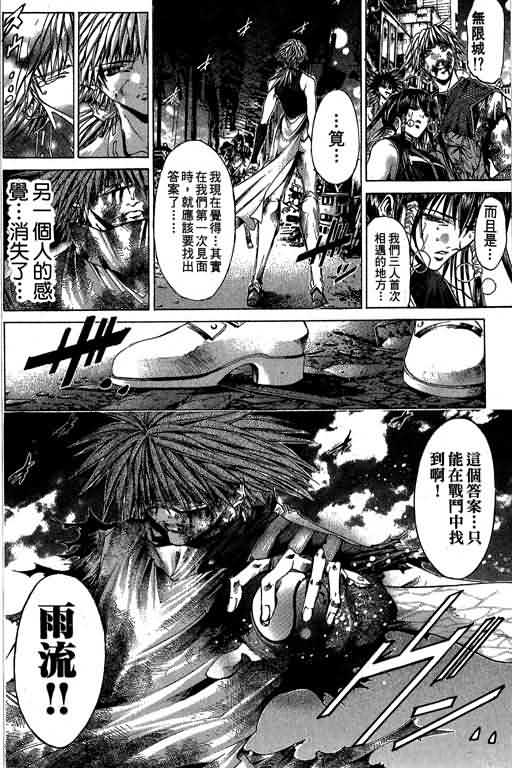 無限城!?
而且是…
我們三人首次
相遇的地方…
…筧…
我現在覺得…其實
在我們第一次見面
時，就應該要找出
答案了……
另一個人的感
覺…消失了…
這個答案…只
能在戰鬥中找
到啊！
雨流!!